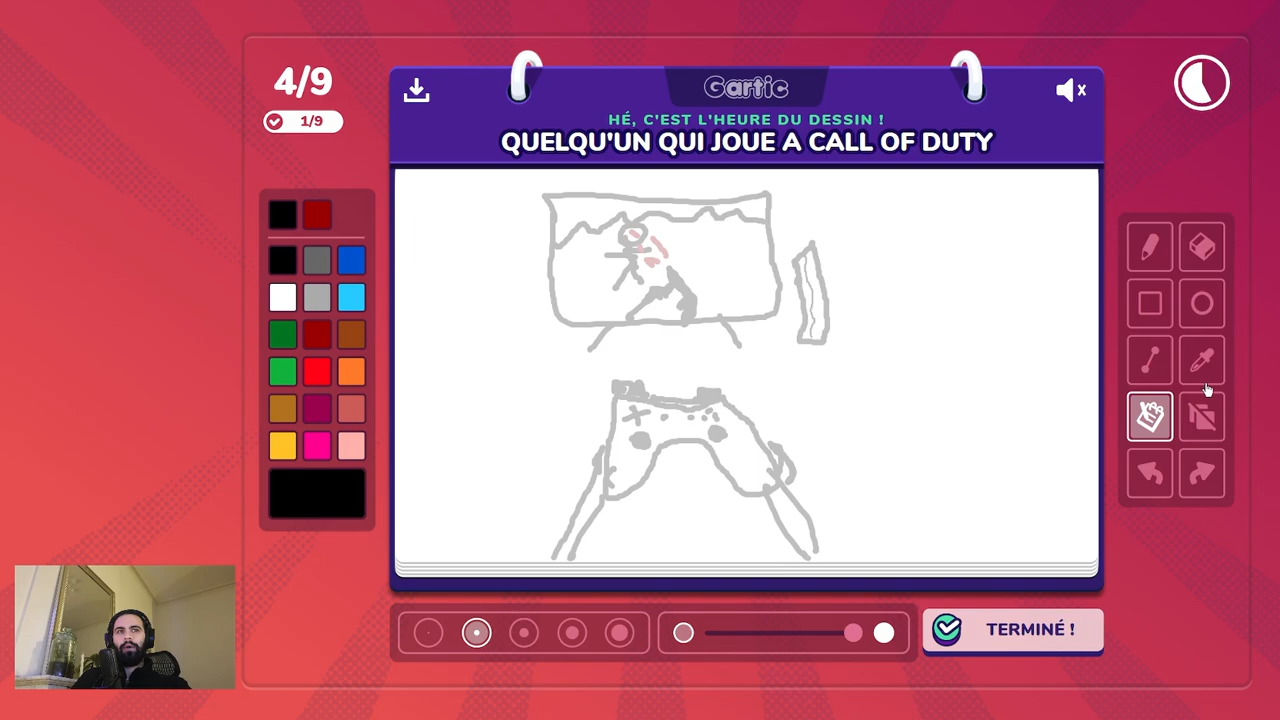 4/9
1/9
Gartic
HÉ, C'EST L'HEURE DU DESSIN !
QUELQU'UN QUI JOUE A CALL OF DUTY
TERMINÉ !